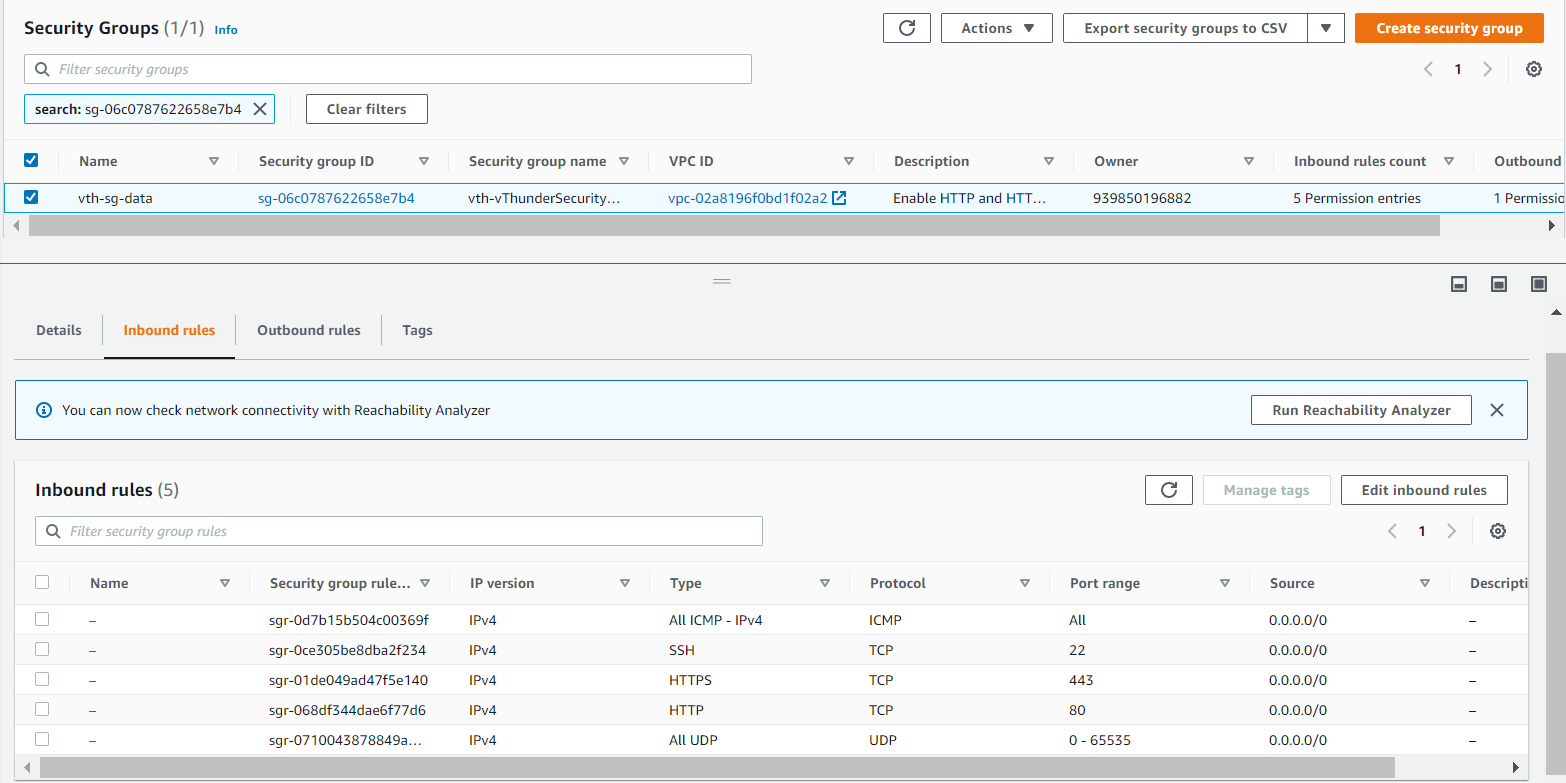 Security Groups (1/1) Info Actions Export security groups to CSV Create security group
Filter security groups 1
search: sg-06c0787622658e7b4 Clear filters
Name Security group ID Security group name VPC ID Description Owner Inbound rules count Outbound
vth-sg-data sg-06c0787622658e7b4 vth-vThunderSecurity... vpc-02a8196f0bd1f02a2 Enable HTTP and HTT... 939850196882 5 Permission entries 1 Permissio
Details Inbound rules Outbound rules Tags
You can now check network connectivity with Reachability Analyzer Run Reachability Analyzer
Inbound rules (5) Manage tags Edit inbound rules
Filter security group rules 1
Name Security group rule... IP version Type Protocol Port range Source Descripti
– sgr-0d7b15b504c00369f IPv4 All ICMP - IPv4 ICMP All 0.0.0.0/0 –
– sgr-0ce305be8dba2f234 IPv4 SSH TCP 22 0.0.0.0/0 –
– sgr-01de049ad47f5e140 IPv4 HTTPS TCP 443 0.0.0.0/0 –
– sgr-068df344dae6f77d6 IPv4 HTTP TCP 80 0.0.0.0/0 –
– sgr-0710043878849a... IPv4 All UDP UDP 0 - 65535 0.0.0.0/0 –